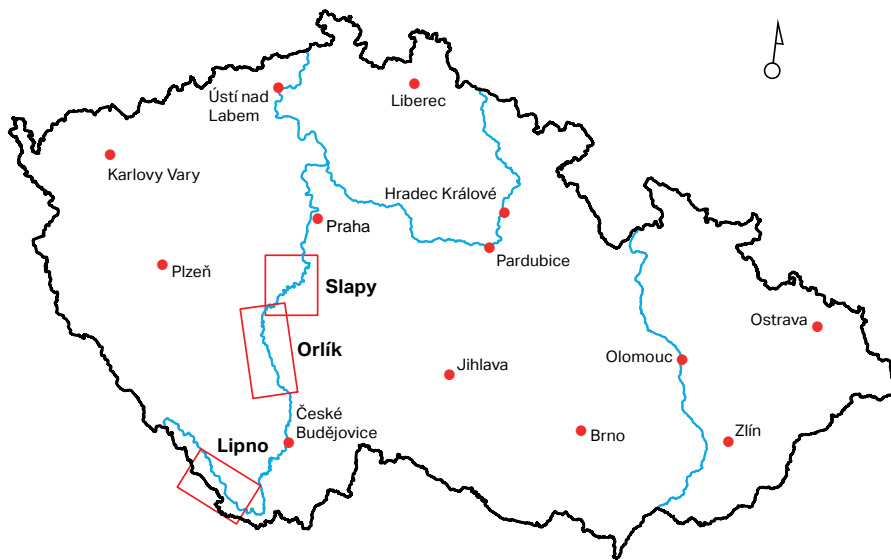 Ústí nad
Labem
Liberec
Karlovy Vary
Hradec Králové
Praha
Pardubice
Plzeň
Slapy
Ostrava
Orlík
Olomouc
Jihlava
České
Budějovice
Brno
Zlín
Lipno